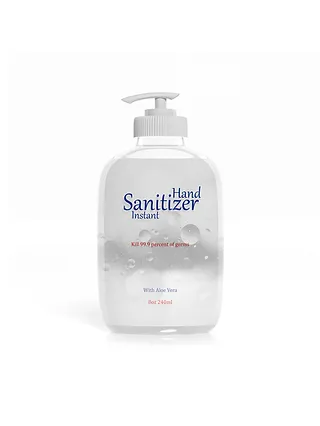 Hand
Sanitizer
Instant
Kill 99.9 percent of germs
With Aloe Vera
8oz 240ml